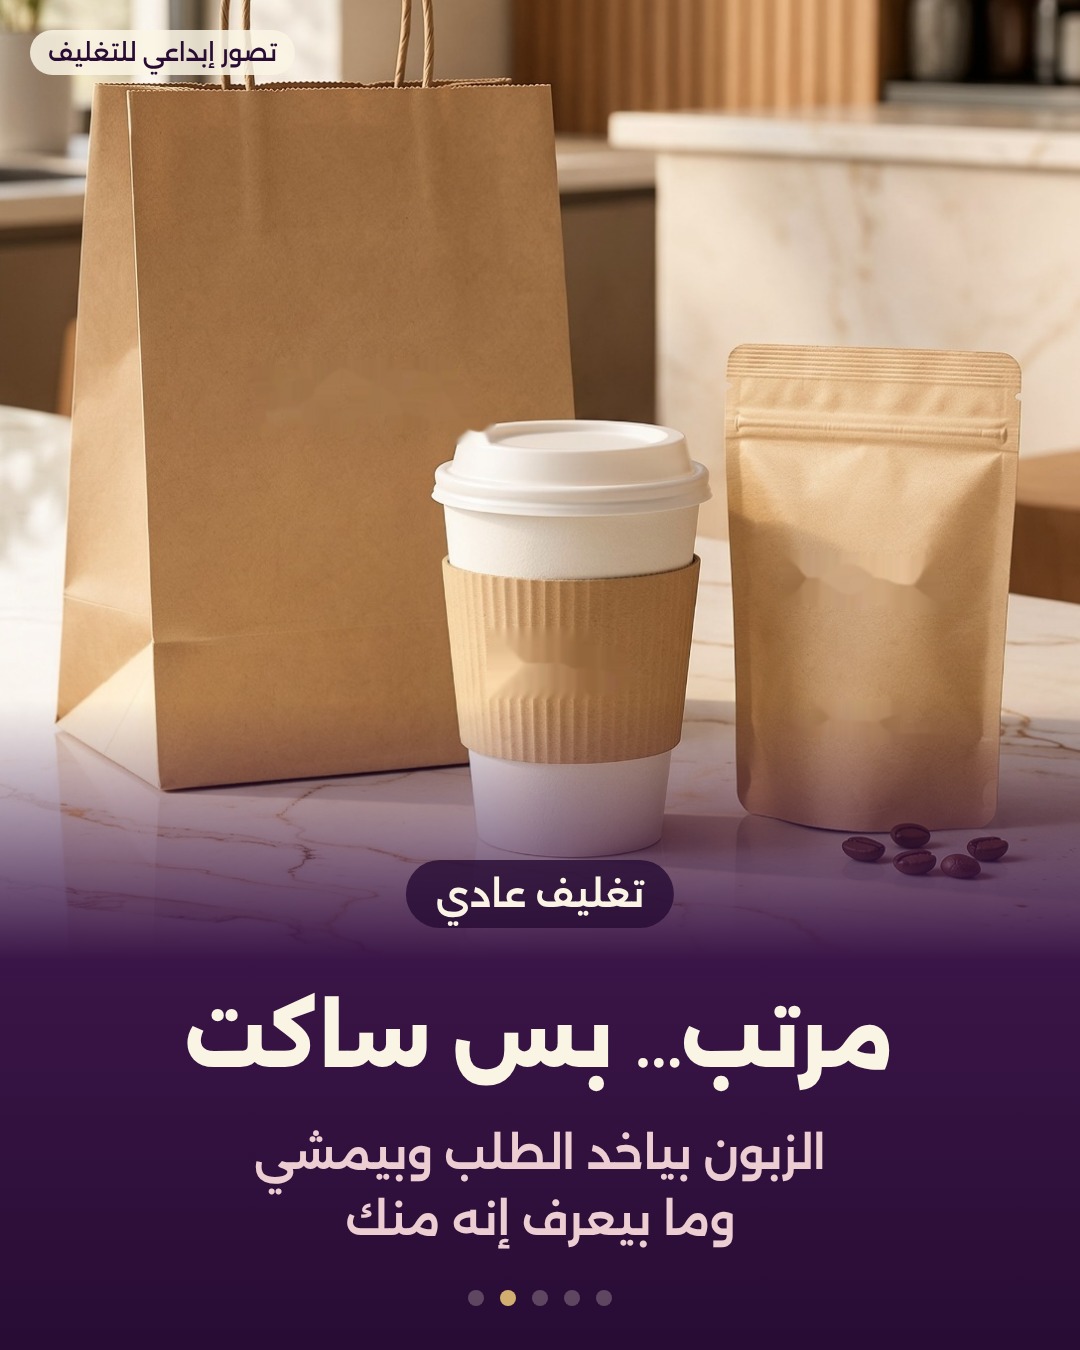 تصور إبداعي للتغليف
تغليف عادي
مرتب... بس ساكت
الزبون بياخد الطلب وبيمشي
وما بيعرف إنه منك